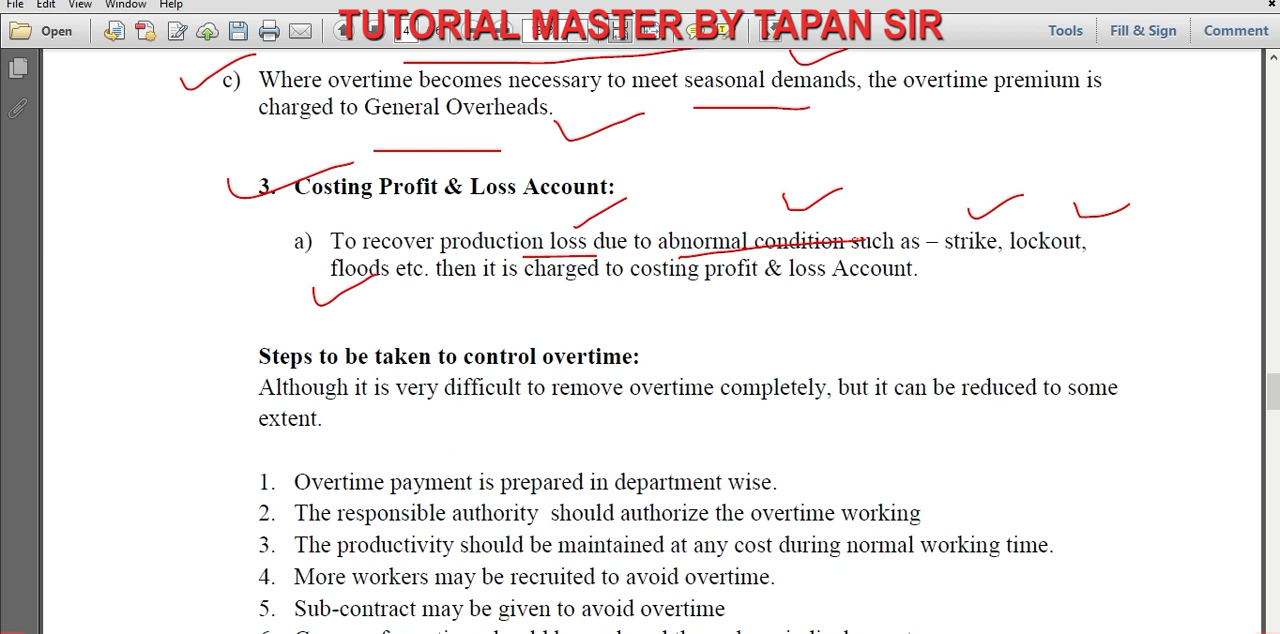 File Edit View Window Help
TUTORIAL MASTER BY TAPAN SIR
Open Tools Fill & Sign Comment
c) Where overtime becomes necessary to meet seasonal demands, the overtime premium is
charged to General Overheads.
3. Costing Profit & Loss Account:
a) To recover production loss due to abnormal condition such as – strike, lockout,
floods etc. then it is charged to costing profit & loss Account.
Steps to be taken to control overtime:
Although it is very difficult to remove overtime completely, but it can be reduced to some
extent.
1. Overtime payment is prepared in department wise.
2. The responsible authority should authorize the overtime working
3. The productivity should be maintained at any cost during normal working time.
4. More workers may be recruited to avoid overtime.
5. Sub-contract may be given to avoid overtime